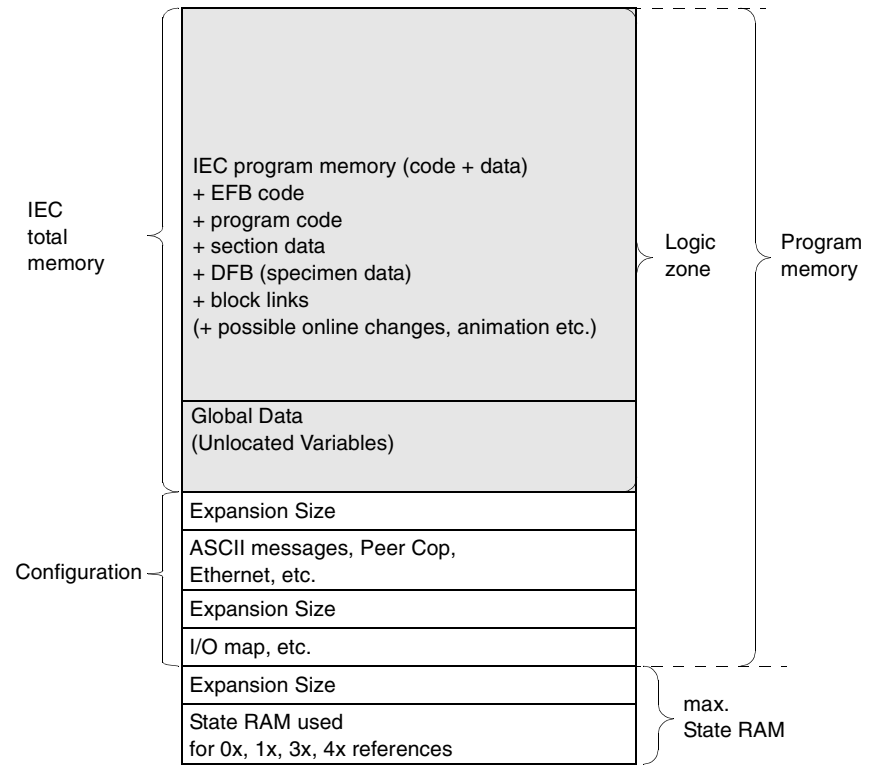 IEC program memory (code + data)
+ EFB code
+ program code
+ section data
+ DFB (specimen data)
+ block links
(+ possible online changes, animation etc.)
IEC
total
memory
Logic
zone
Program
memory
Global Data
(Unlocated Variables)
Expansion Size
ASCII messages, Peer Cop,
Ethernet, etc.
Configuration
Expansion Size
I/O map, etc.
Expansion Size
State RAM used
for 0x, 1x, 3x, 4x references
max.
State RAM